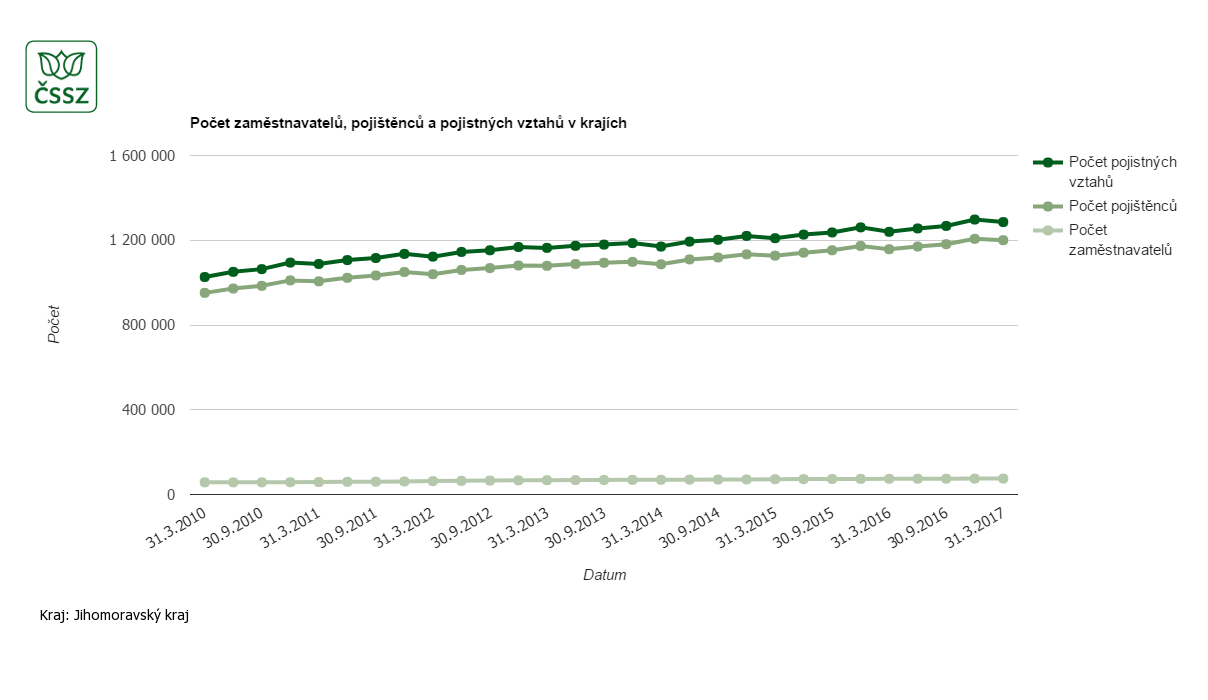 ČSSZ
Počet zaměstnavatelů, pojištěnců a pojistných vztahů v krajích
1 600 000
1 200 000
800 000
400 000
0
Počet
Počet pojistných
vztahů
Počet pojištěnců
Počet
zaměstnavatelů
31.3.2010
30.9.2010
31.3.2011
30.9.2011
31.3.2012
30.9.2012
31.3.2013
30.9.2013
31.3.2014
30.9.2014
31.3.2015
30.9.2015
31.3.2016
30.9.2016
31.3.2017
Datum
Kraj: Jihomoravský kraj